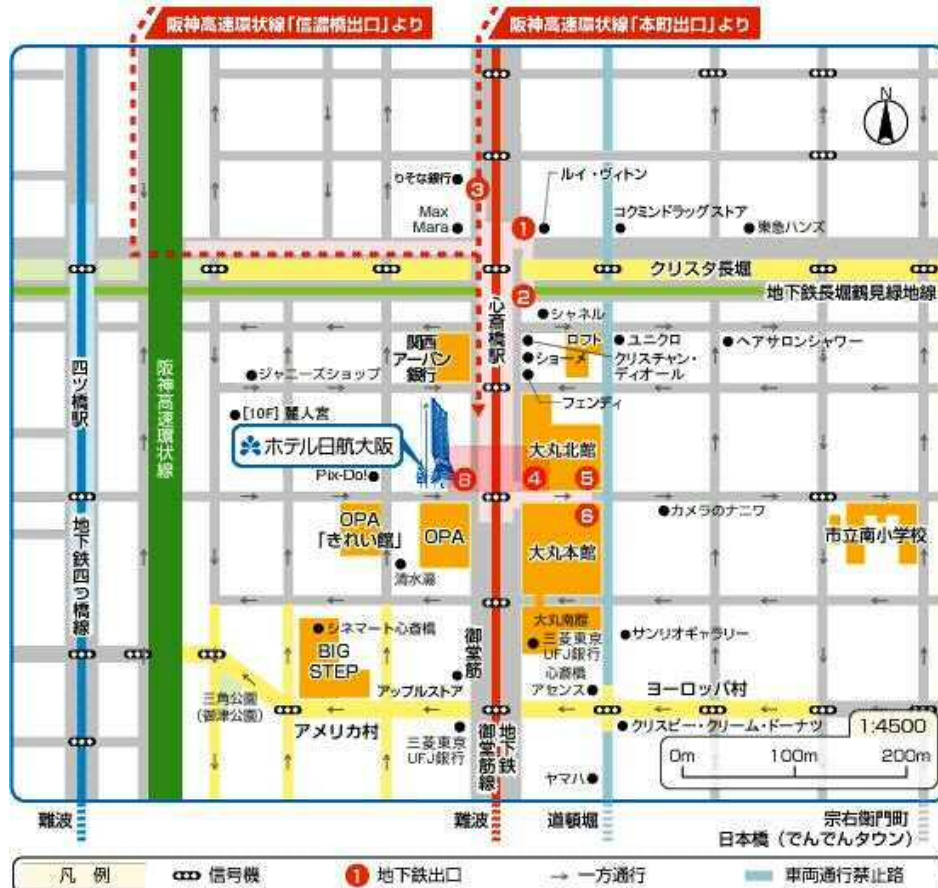 阪神高速環状線「信濃橋出口」より
阪神高速環状線「本町出口」より
N
りそな銀行
3
ルイ・ヴィトン
Max
Mara
1
コクミンドラッグストア
東急ハンズ
クリスタ長堀
2
地下鉄長堀鶴見緑地線
心斎橋駅
シャネル
関西
アーバン
銀行
ロフト
ユニクロ
ヘアサロンシャワー
ショーメ
クリスチャン・
ディオール
四ツ橋駅
阪神高速環状線
ジャニーズショップ
フェンディ
[10F] 麗人宮
ホテル日航大阪
大丸北館
Pix-Do!
8
4
5
6
カメラのナニワ
OPA
「きれい館」
OPA
大丸本館
市立南小学校
地下鉄四つ橋線
清水湯
大丸南館
シネマート心斎橋
BIG
STEP
御堂筋
三菱東京
UFJ銀行
心斎橋
アセンス
サンリオギャラリー
三角公園
(御津公園)
アップルストア
ヨーロッパ村
アメリカ村
三菱東京
UFJ銀行
地下鉄
御堂筋線
クリスピー・クリーム・ドーナツ
1:4500
0m 100m 200m
ヤマハ
難波
難波
道頓堀
宗右衛門町
日本橋(でんでんタウン)
凡例
信号機
1 地下鉄出口
→ 一方通行
車両通行禁止路